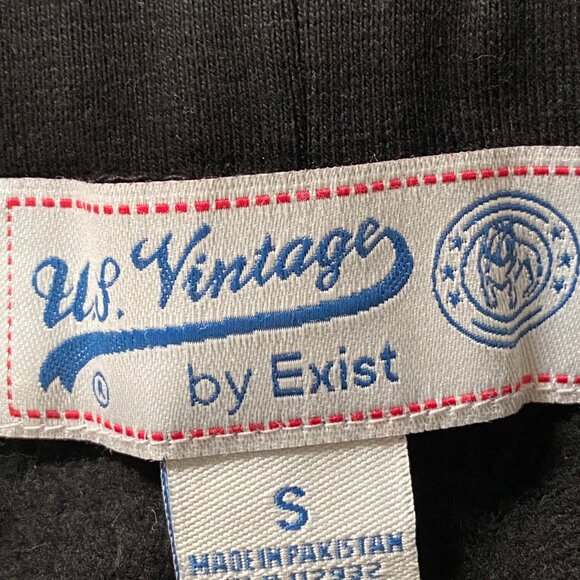 U.S. Vintage
®
by Exist
S
MADE IN PAKISTAN